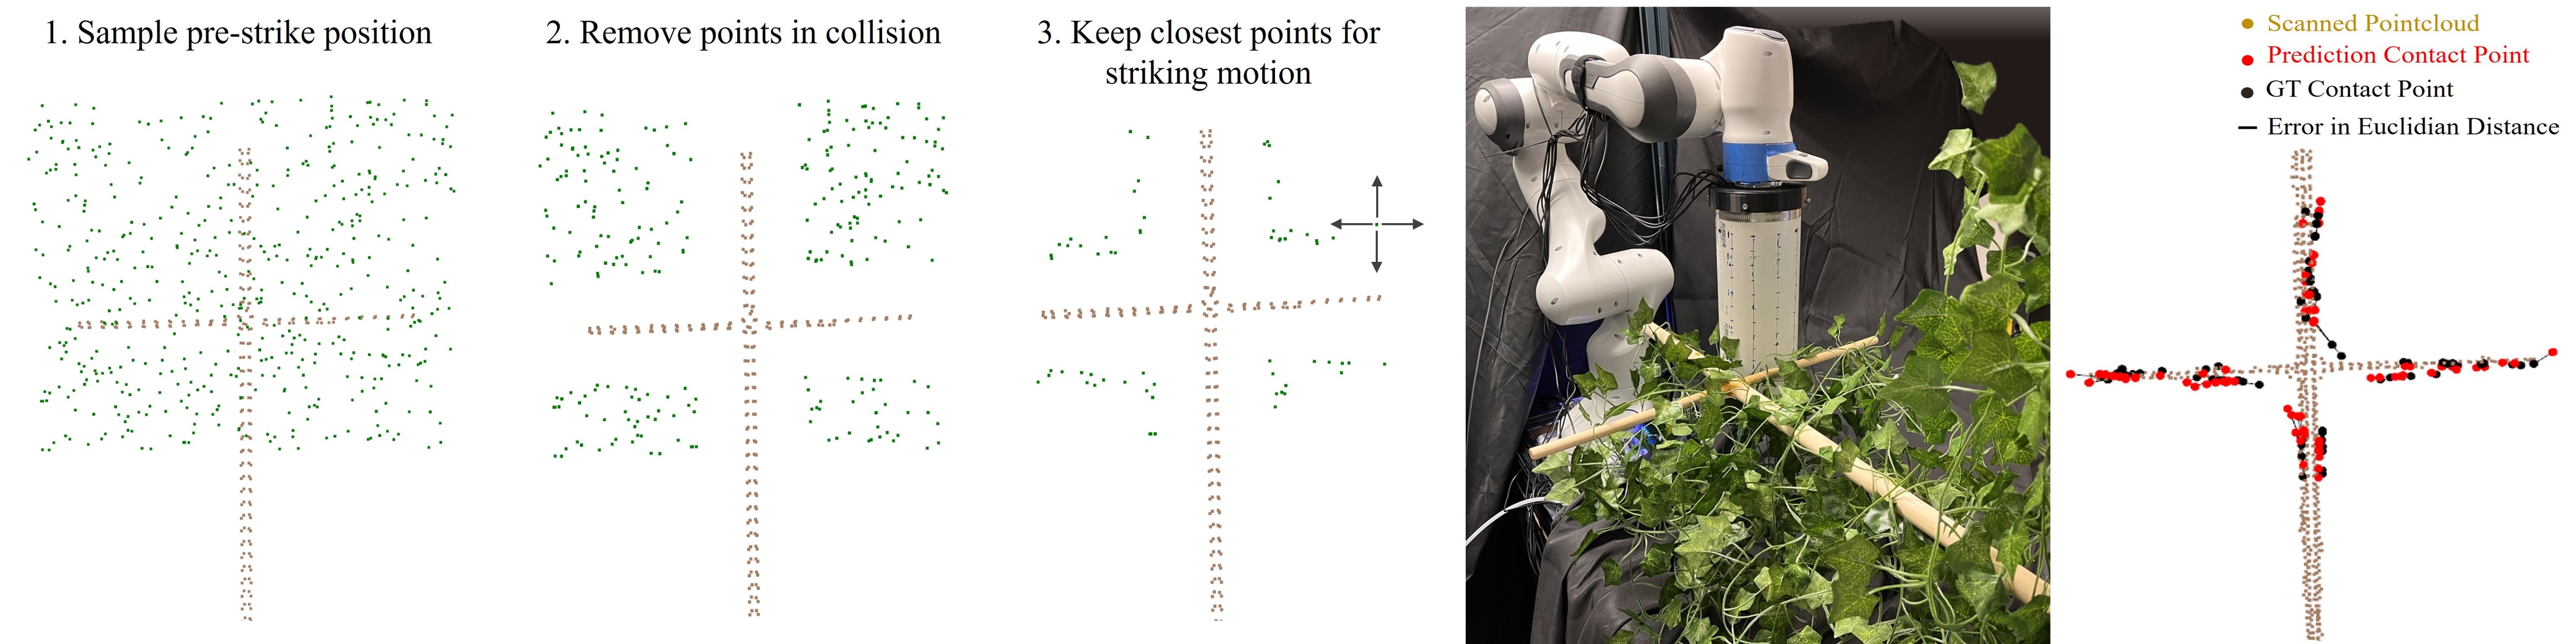 1. Sample pre-strike position
2. Remove points in collision
3. Keep closest points for
striking motion
Scanned Pointcloud
Prediction Contact Point
GT Contact Point
Error in Euclidian Distance